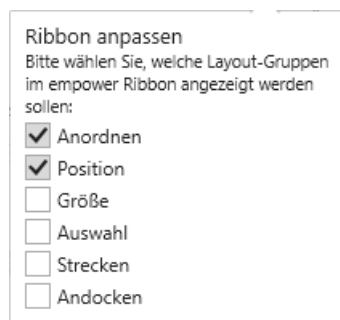 Ribbon anpassen
Bitte wählen Sie, welche Layout-Gruppen
im empower Ribbon angezeigt werden
sollen:
Anordnen
Position
Größe
Auswahl
Strecken
Andocken